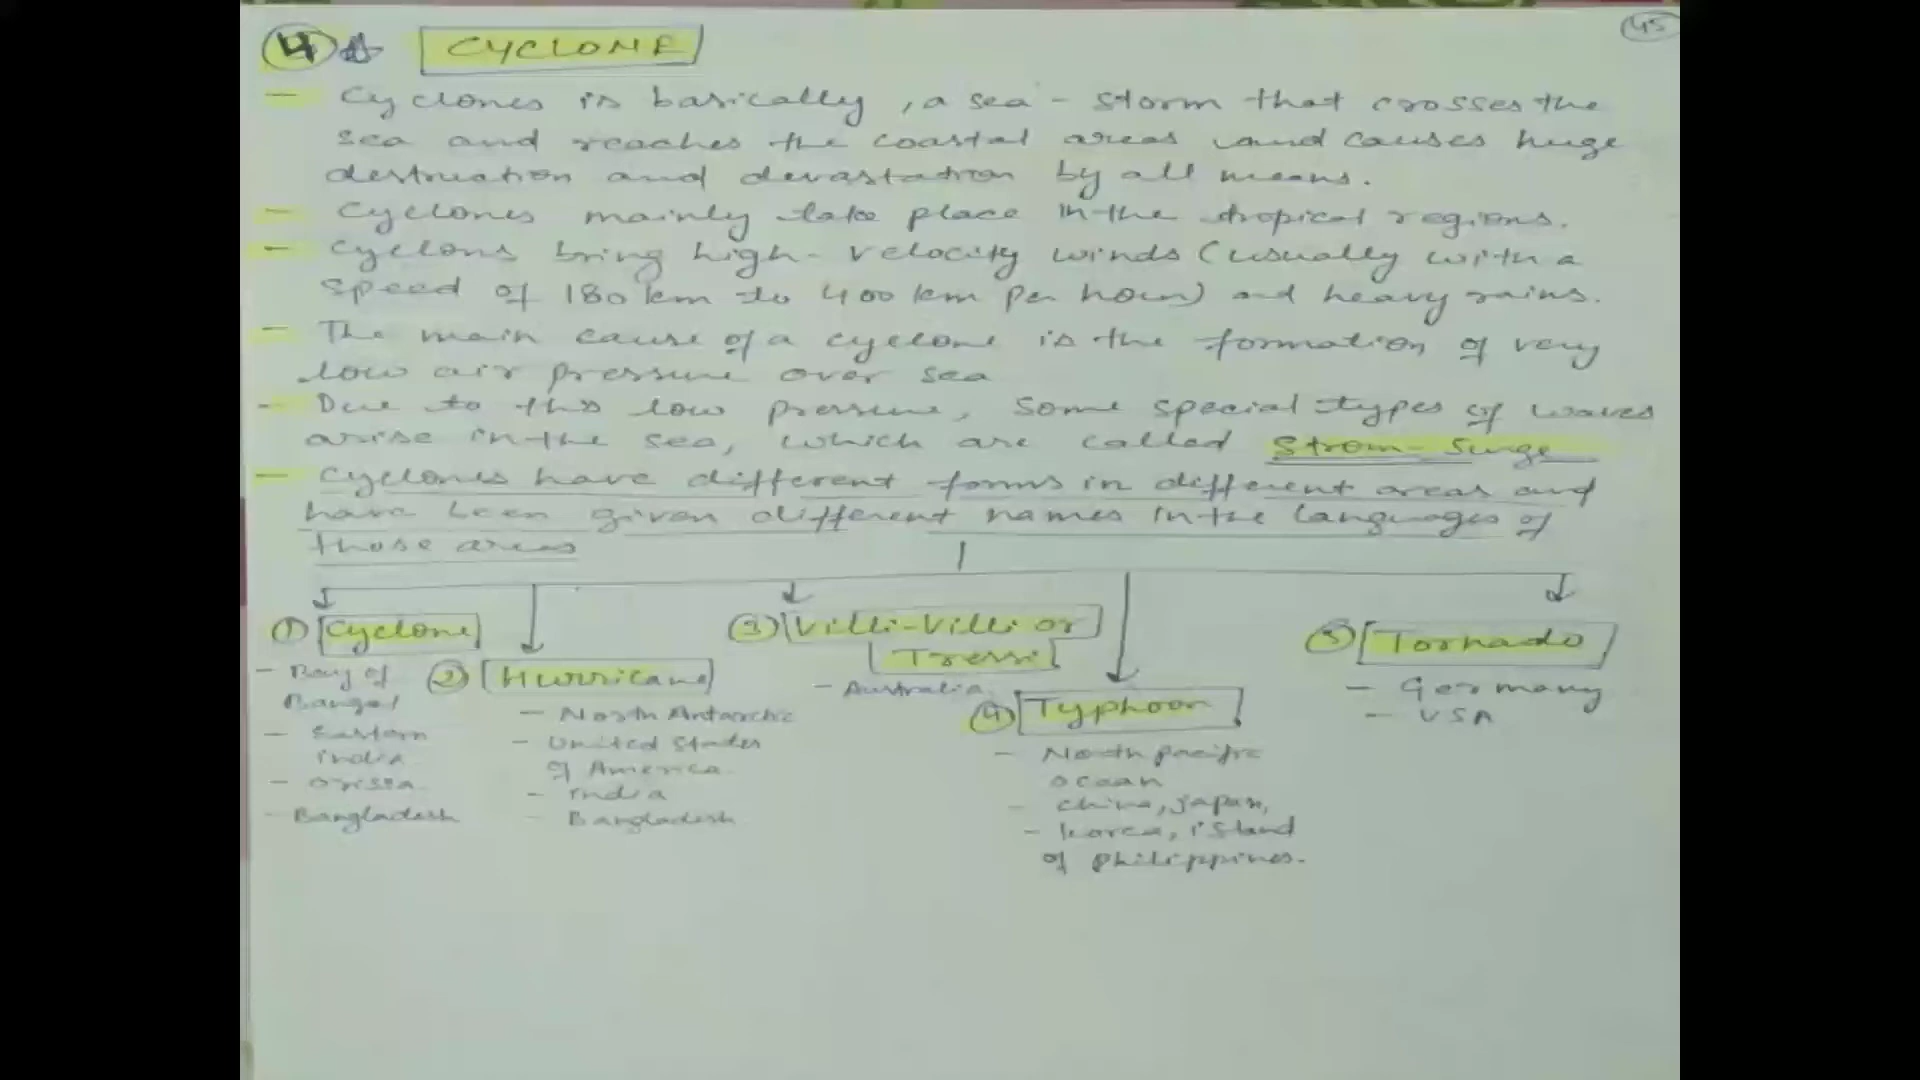 45
4 CYCLONE
- Cyclones is basically, a sea-storm that crosses the
sea and reaches the coastal areas and causes huge
destruction and devastation by all means.
- Cyclones mainly take place in the tropical regions.
- Cyclons bring high-velocity winds (usually with a
speed of 180 km to 400 km per hour) and heavy rains.
- The main cause of a cyclone is the formation of very
low air pressure over sea
- Due to this low pressure, some special types of waves
arise in the sea, which are called Strom-Surge
- Cyclones have different forms in different areas and
have been given different names in the languages of
those areas
1 Cyclone
- Bay of
Bangal
- Eastern
india
- orissa
- Bangladesh
2 Hurricane
- North Antarctic
- United States
of America
- India
- Bangladesh
3 Villi-Villi or
Tressi
- Australia
4 Typhoon
- North pacific
ocean
- china, japan,
- korea, island
of philippines.
5 Tornado
- Germany
- USA